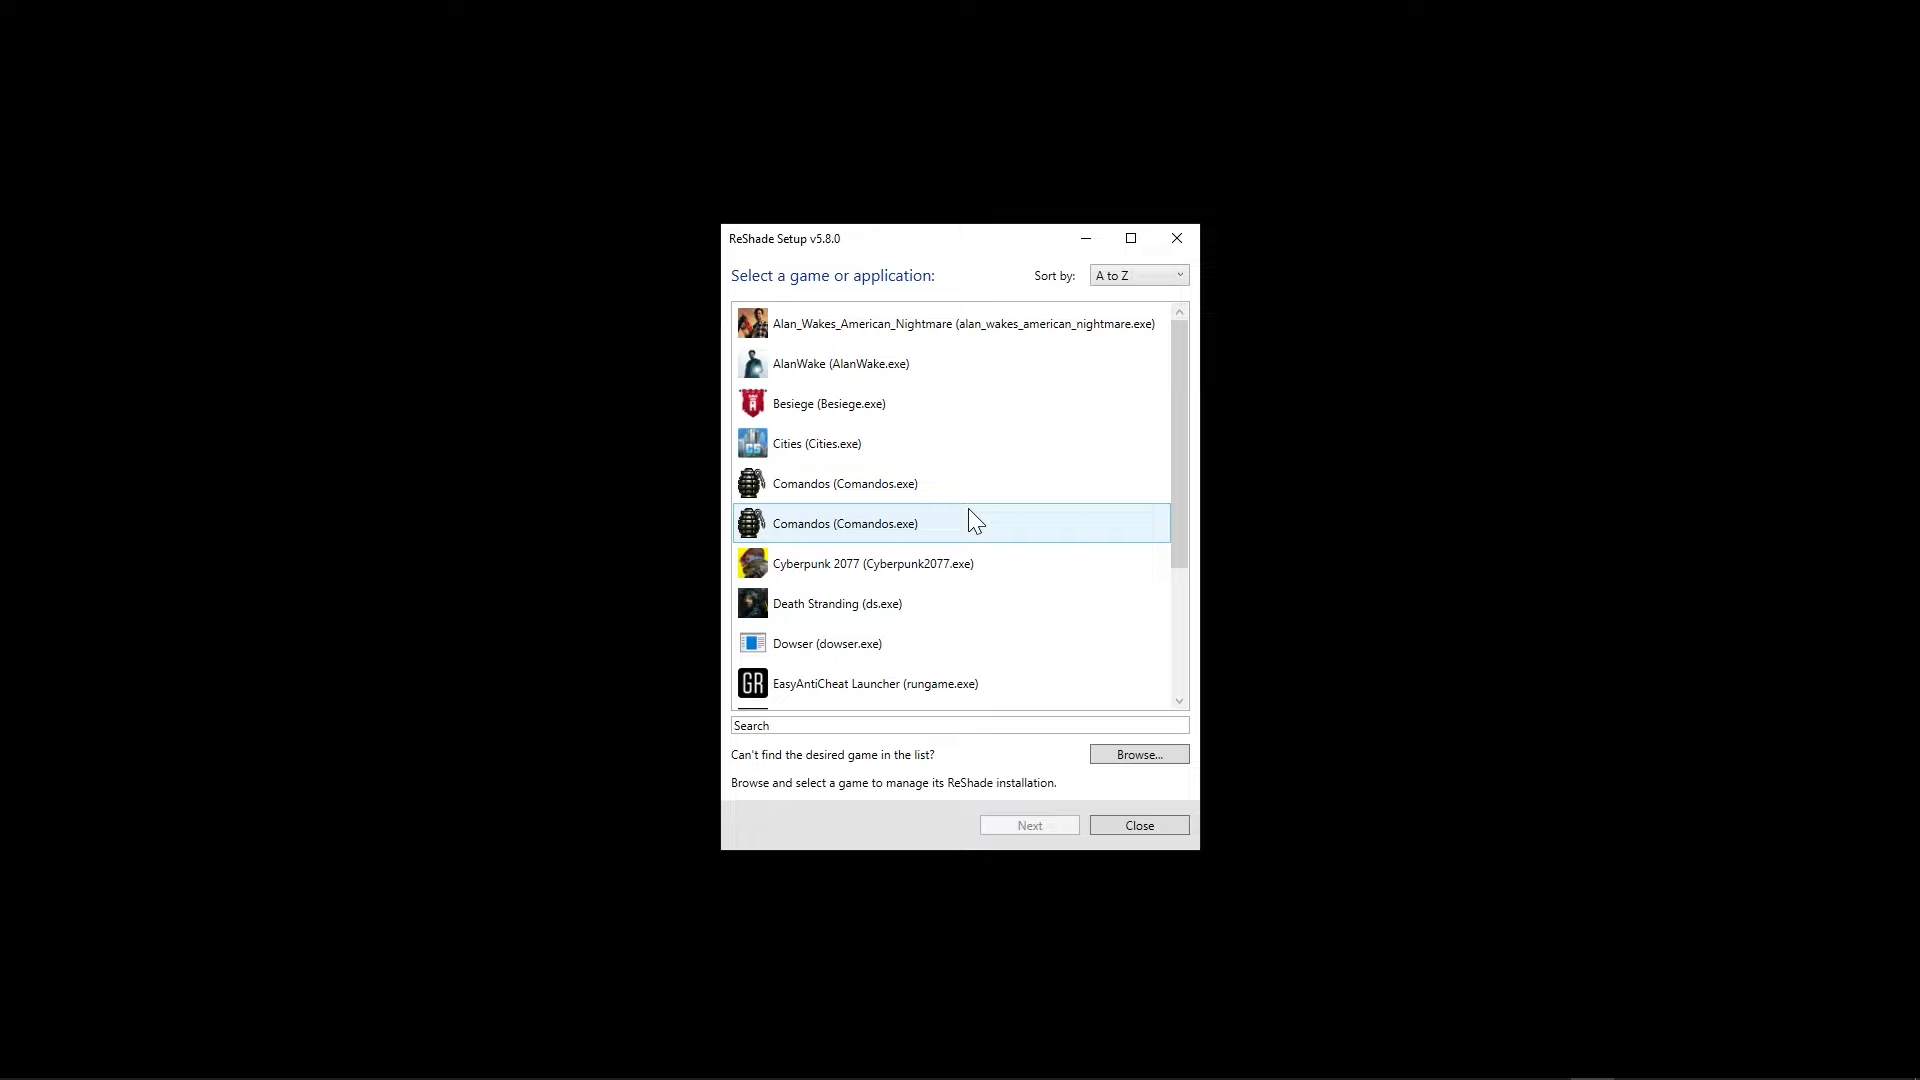 ReShade Setup v5.8.0
Select a game or application:
Sort by:
A to Z
Alan_Wakes_American_Nightmare (alan_wakes_american_nightmare.exe)
AlanWake (AlanWake.exe)
Besiege (Besiege.exe)
Cities (Cities.exe)
Comandos (Comandos.exe)
Comandos (Comandos.exe)
Cyberpunk 2077 (Cyberpunk2077.exe)
Death Stranding (ds.exe)
Dowser (dowser.exe)
GR
EasyAntiCheat Launcher (rungame.exe)
Search
Can't find the desired game in the list?
Browse...
Browse and select a game to manage its ReShade installation.
Next
Close